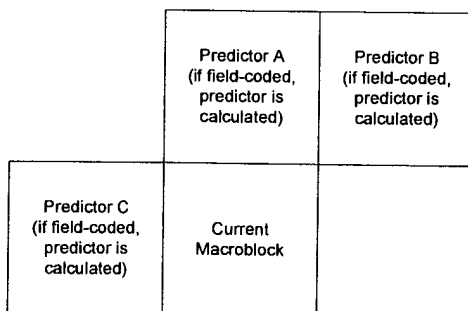 Predictor A
(if field-coded,
predictor is
calculated)
Predictor B
(if field-coded,
predictor is
calculated)
Predictor C
(if field-coded,
predictor is
calculated)
Current
Macroblock